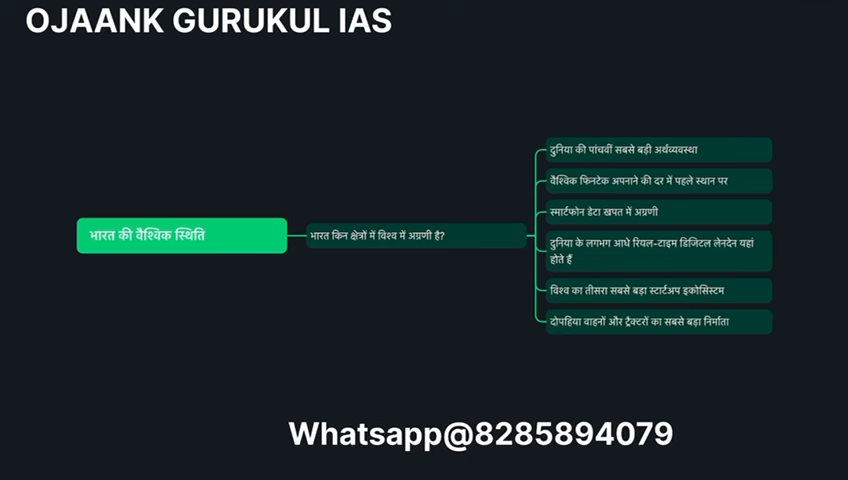 OJAANK GURUKUL IAS
दुनिया की पांचवीं सबसे बड़ी अर्थव्यवस्था
वैश्विक फिनटेक अपनाने की दर में पहले स्थान पर
स्मार्टफोन डेटा खपत में अग्रणी
भारत की वैश्विक स्थिति
भारत किन क्षेत्रों में विश्व में अग्रणी है?
दुनिया के लगभग आधे रियल-टाइम डिजिटल लेनदेन यहां
होते हैं
विश्व का तीसरा सबसे बड़ा स्टार्टअप इकोसिस्टम
दोपहिया वाहनों और ट्रैक्टरों का सबसे बड़ा निर्माता
Whatsapp@8285894079